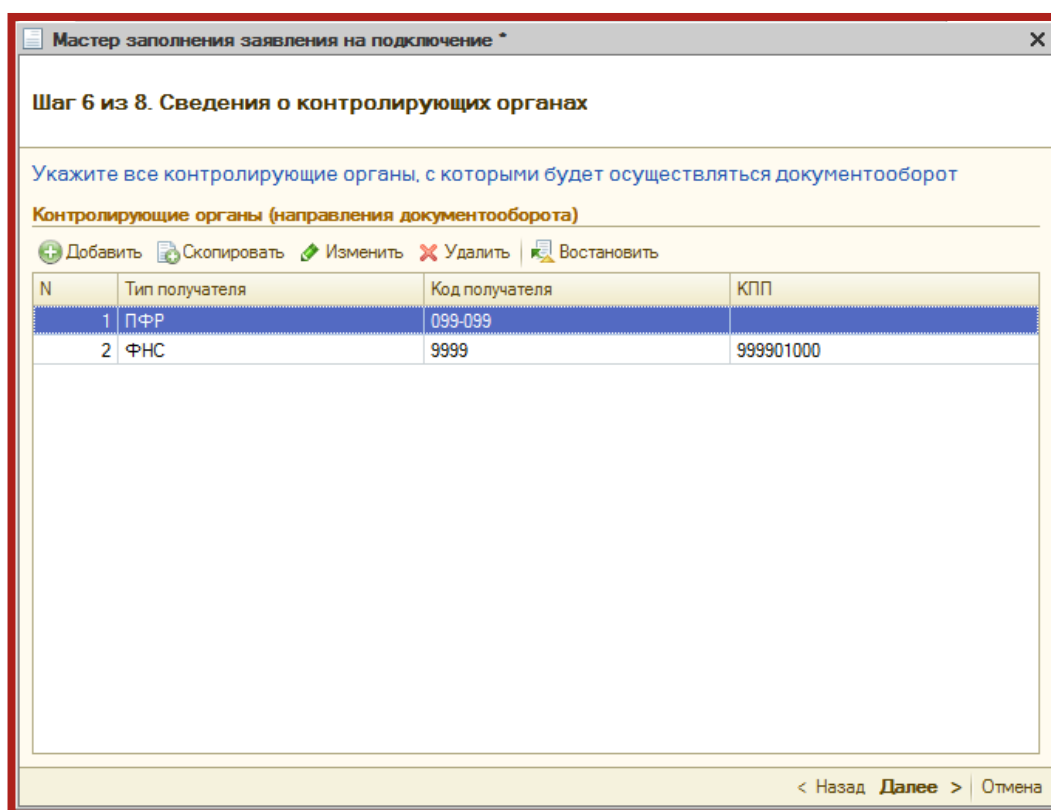 Мастер заполнения заявления на подключение *
Шаг 6 из 8. Сведения о контролирующих органах
Укажите все контролирующие органы, с которыми будет осуществляться документооборот
Контролирующие органы (направления документооборота)
Добавить Скопировать Изменить Удалить Востановить
N Тип получателя Код получателя КПП
1 ПФР 099-099
2 ФНС 9999 999901000
< Назад Далее > Отмена